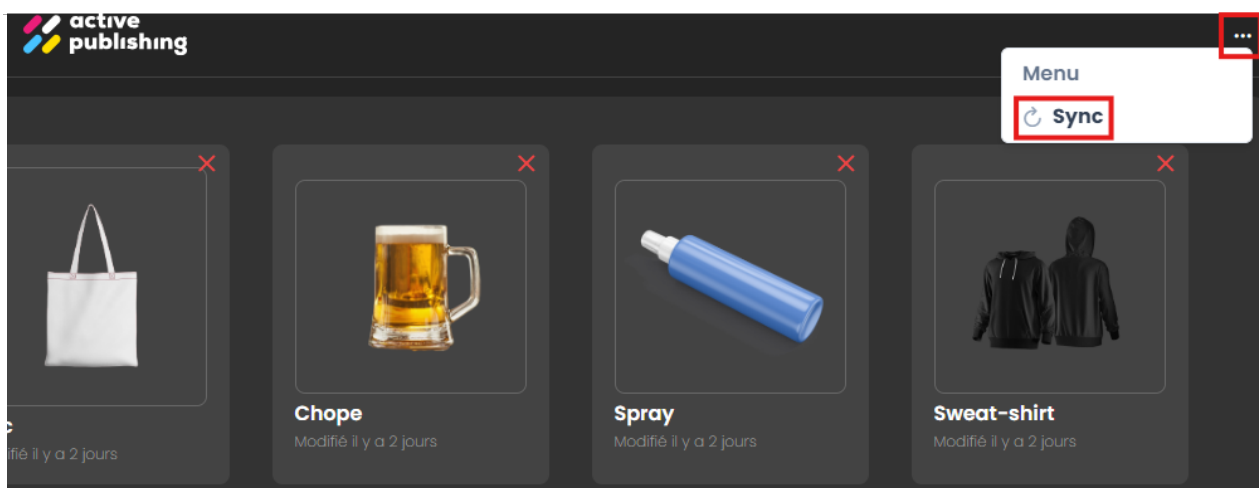 active
publishing
...
Menu
Sync
c
ifié il y a 2 jours
Chope
Modifié il y a 2 jours
Spray
Modifié il y a 2 jours
Sweat-shirt
Modifié il y a 2 jours